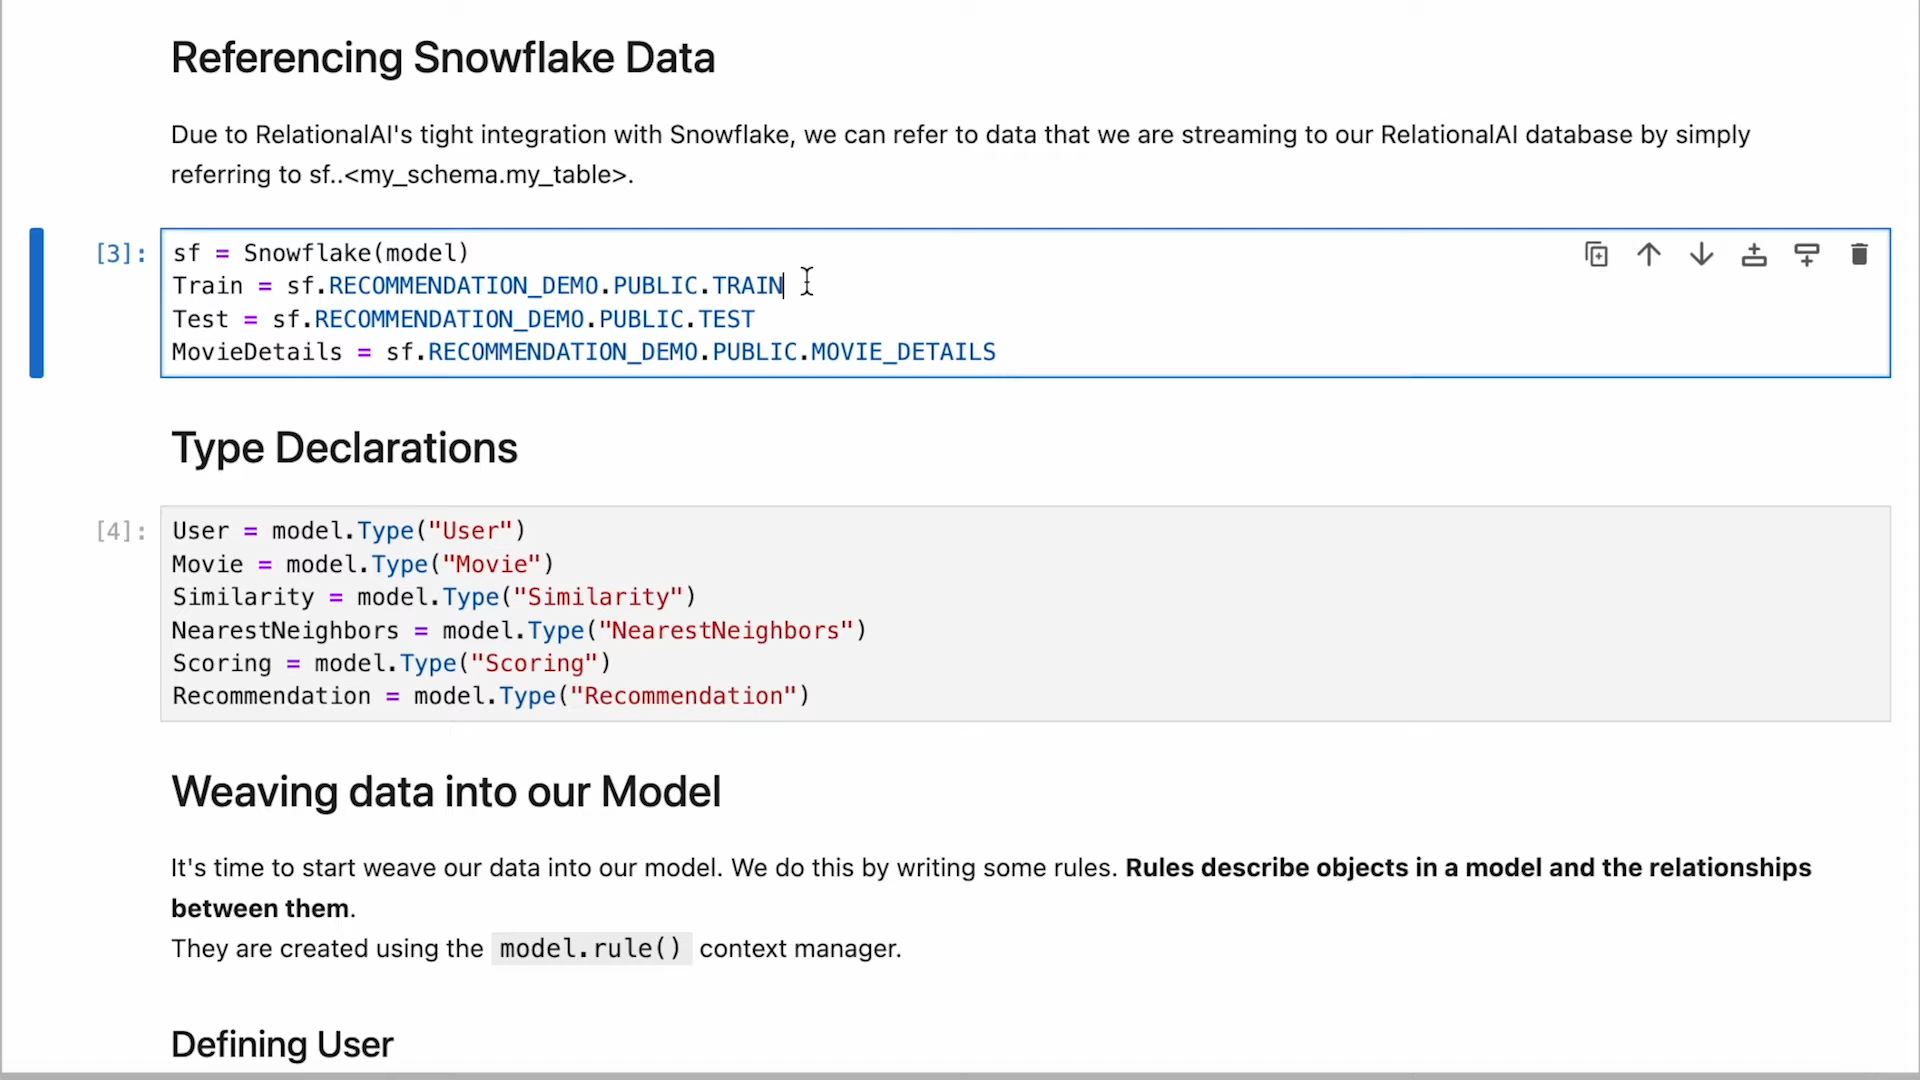 Referencing Snowflake Data
Due to RelationalAI's tight integration with Snowflake, we can refer to data that we are streaming to our RelationalAI database by simply
referring to sf..<my_schema.my_table>.
[3]:
sf = Snowflake(model)
Train = sf.RECOMMENDATION_DEMO.PUBLIC.TRAIN
Test = sf.RECOMMENDATION_DEMO.PUBLIC.TEST
MovieDetails = sf.RECOMMENDATION_DEMO.PUBLIC.MOVIE_DETAILS
Type Declarations
[4]:
User = model.Type("User")
Movie = model.Type("Movie")
Similarity = model.Type("Similarity")
NearestNeighbors = model.Type("NearestNeighbors")
Scoring = model.Type("Scoring")
Recommendation = model.Type("Recommendation")
Weaving data into our Model
It's time to start weave our data into our model. We do this by writing some rules. Rules describe objects in a model and the relationships
between them.
They are created using the model.rule() context manager.
Defining User